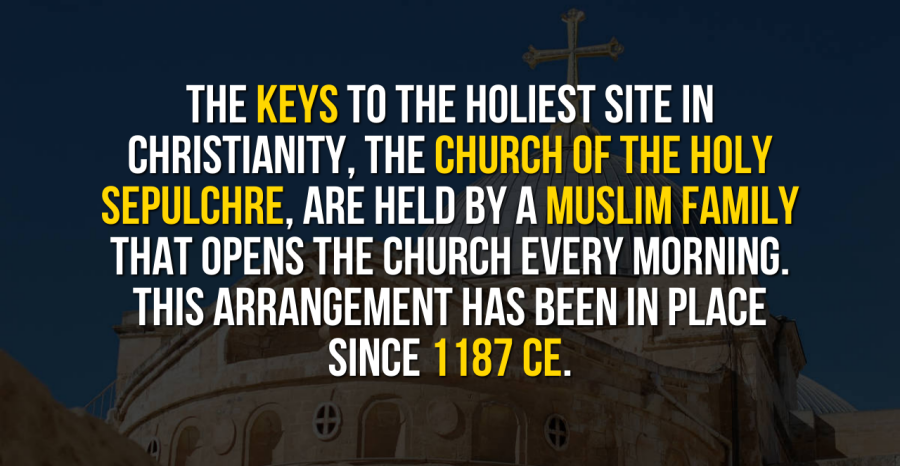 THE KEYS TO THE HOLIEST SITE IN
CHRISTIANITY, THE CHURCH OF THE HOLY
SEPULCHRE, ARE HELD BY A MUSLIM FAMILY
THAT OPENS THE CHURCH EVERY MORNING.
THIS ARRANGEMENT HAS BEEN IN PLACE
SINCE 1187 CE.